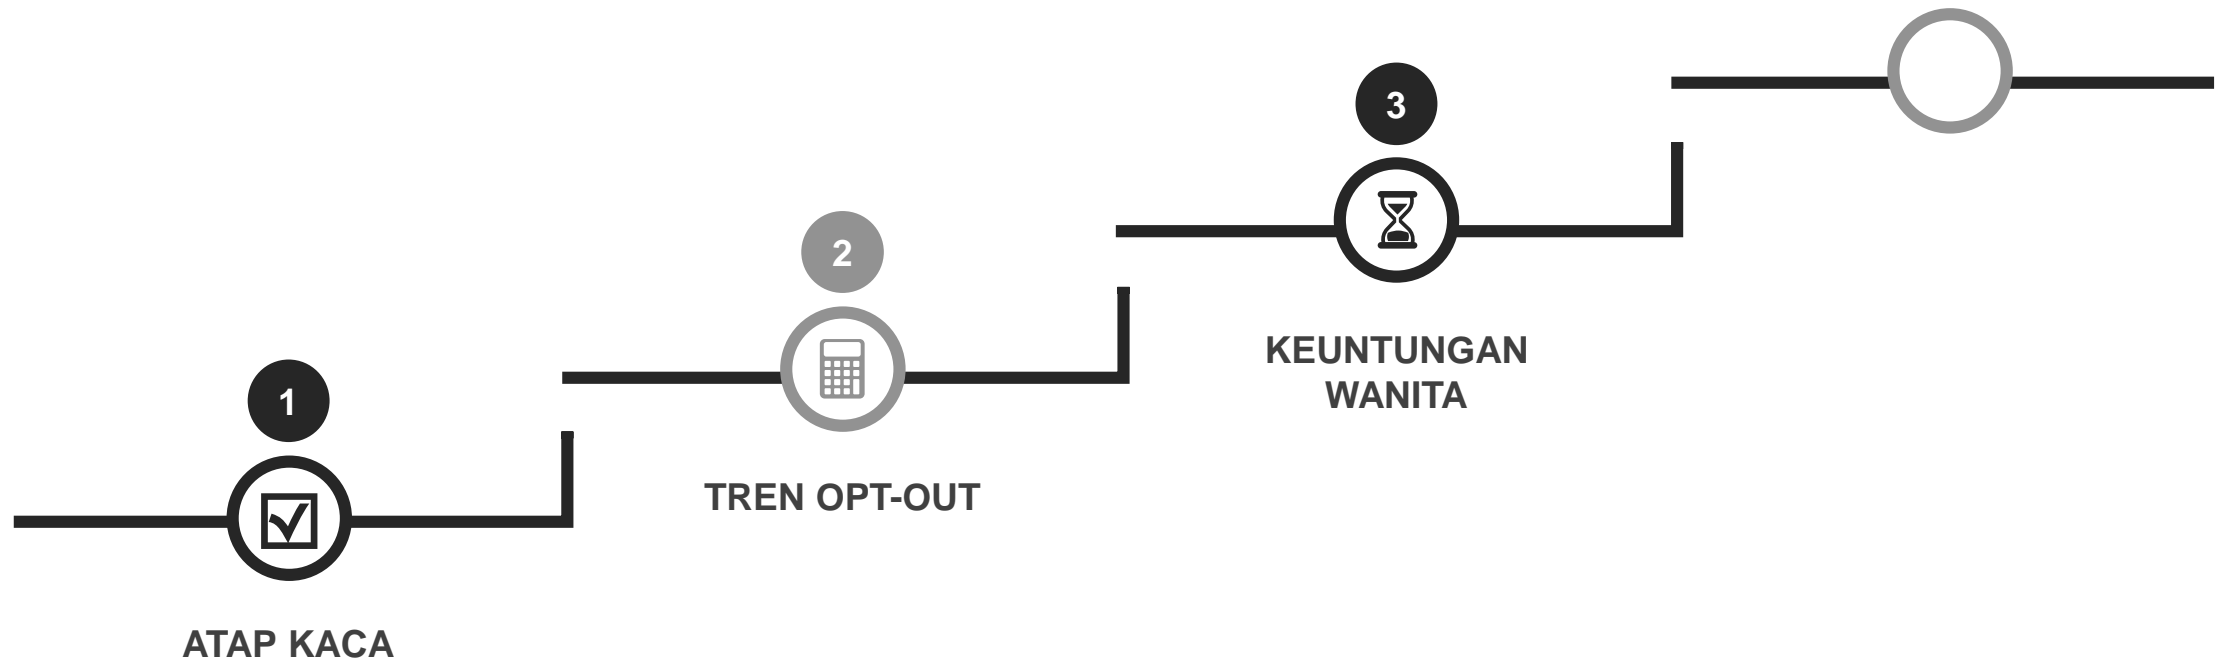 1
ATAP KACA
2
TREN OPT-OUT
3
KEUNTUNGAN
WANITA